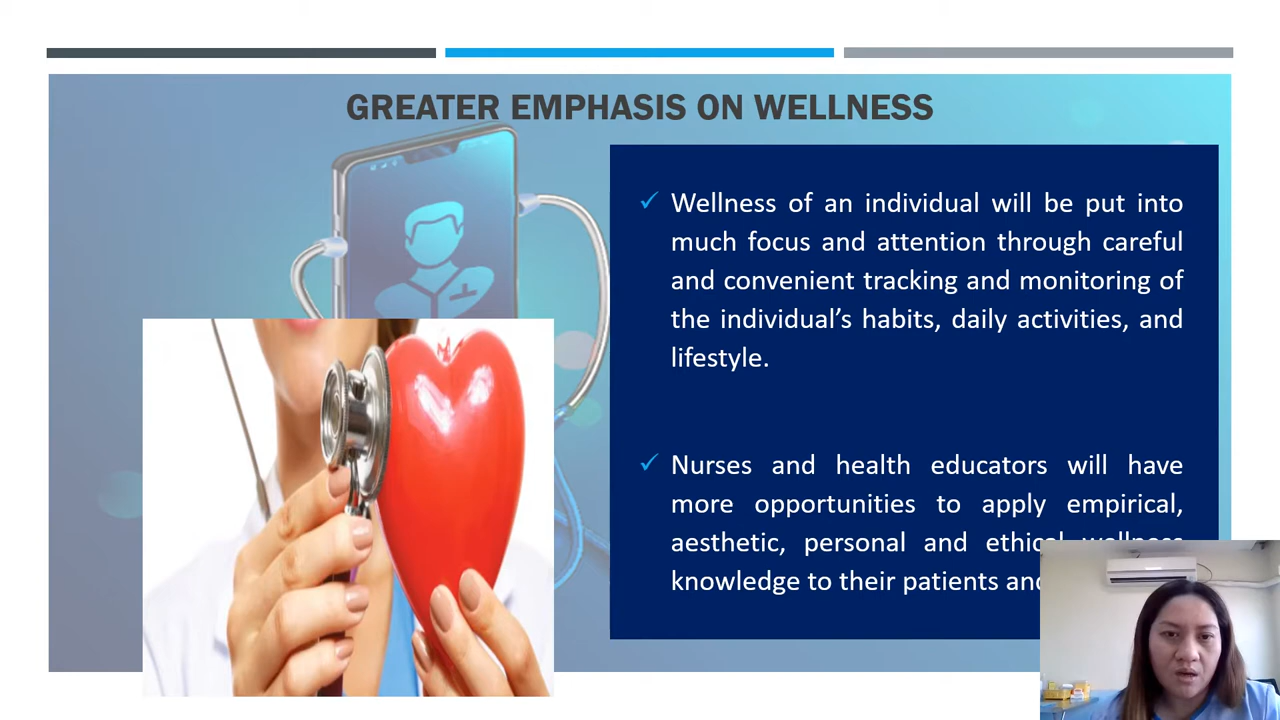 GREATER EMPHASIS ON WELLNESS
Wellness of an individual will be put into
much focus and attention through careful
and convenient tracking and monitoring of
the individual's habits, daily activities, and
lifestyle.
Nurses and health educators will have
more opportunities to apply empirical,
aesthetic, personal and ethical wellness
knowledge to their patients and